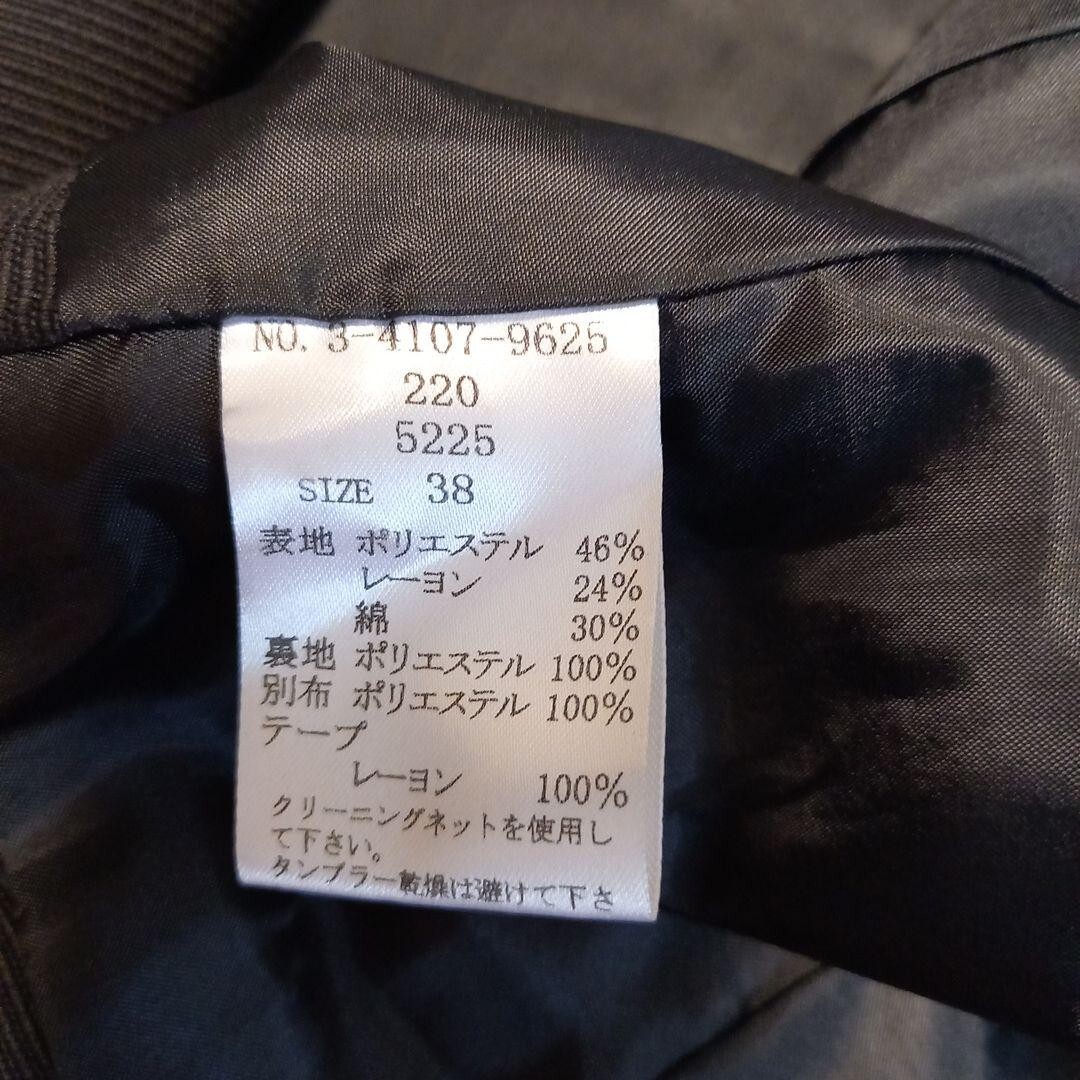 NO. 3-4107-9625
220
5225
SIZE 38
表地 ポリエステル 46%
レーヨン 24%
綿 30%
裏地 ポリエステル 100%
別布 ポリエステル 100%
テープ
レーヨン 100%
クリーニングネットを使用し
て下さい。
タンブラー乾燥は避けて下さ